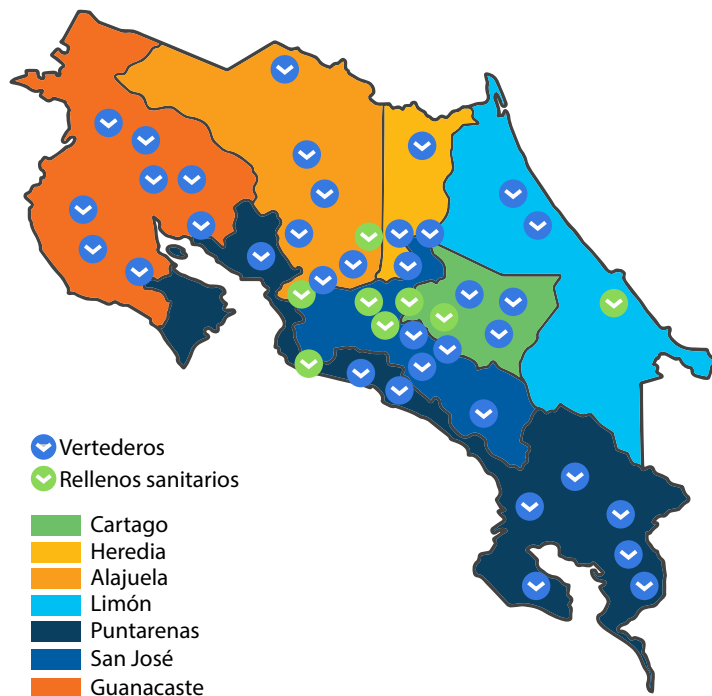 Vertederos
Rellenos sanitarios
Cartago
Heredia
Alajuela
Limón
Puntarenas
San José
Guanacaste